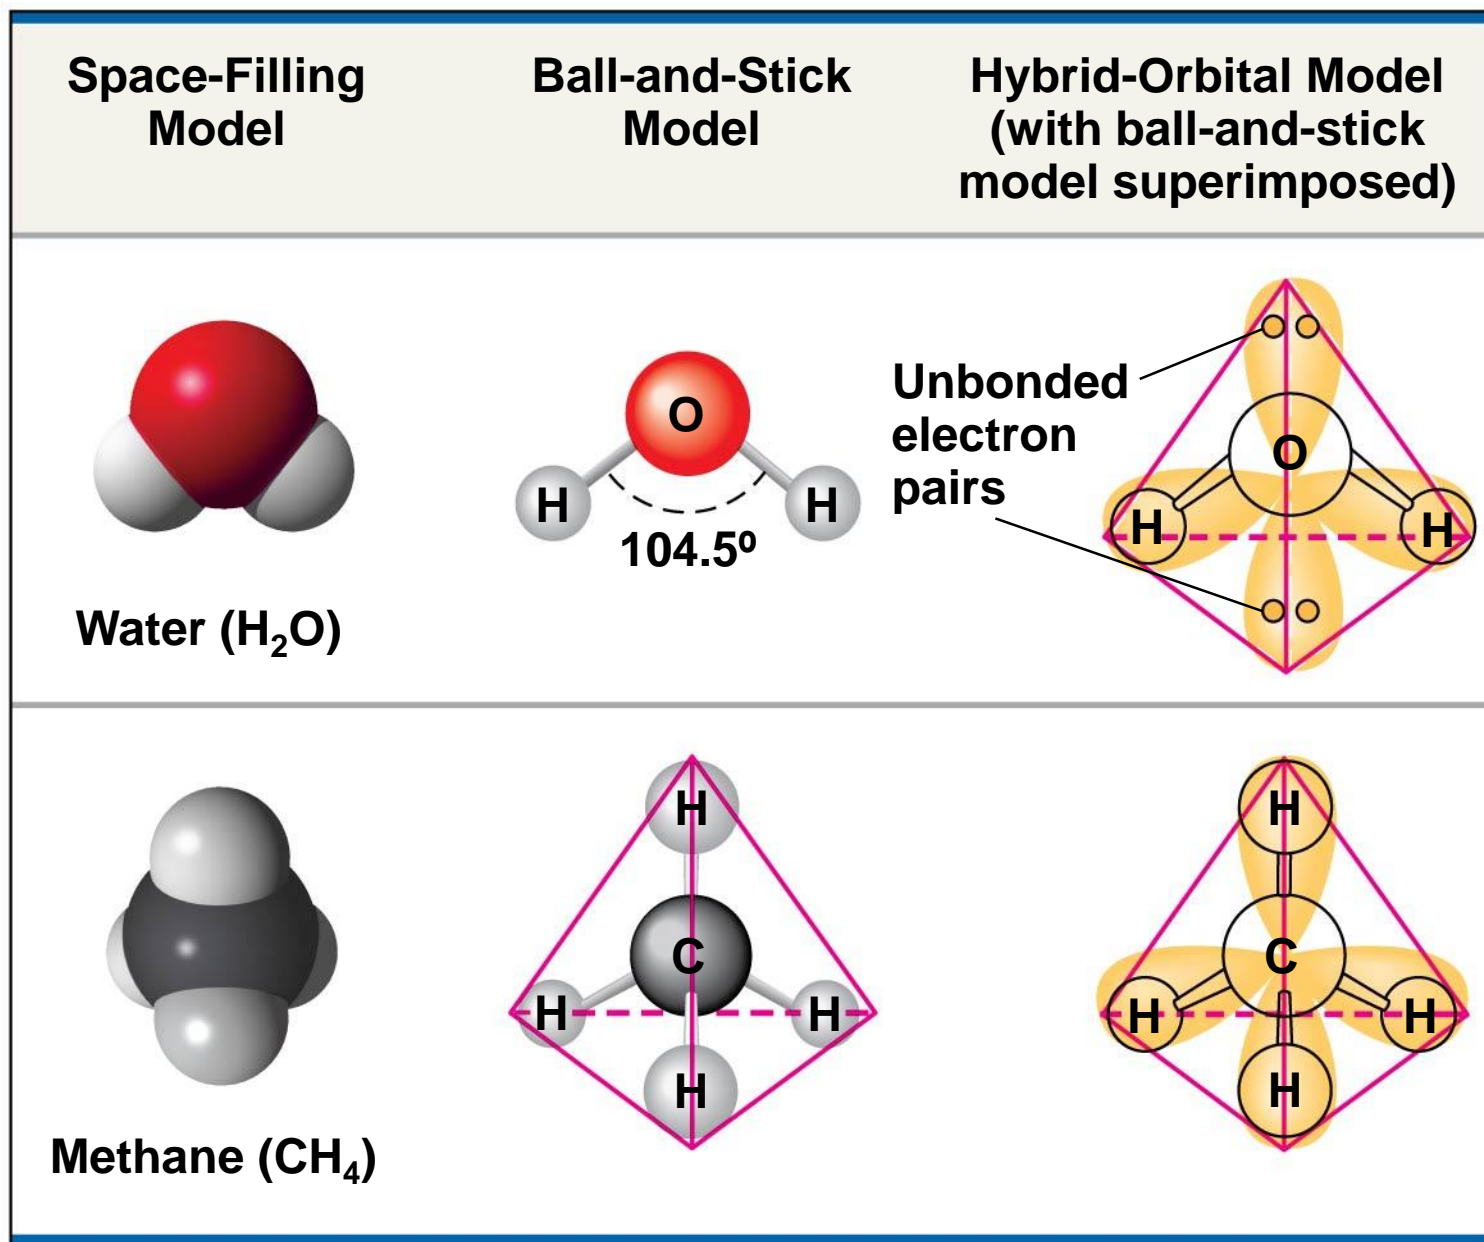 Space-Filling
Model
Ball-and-Stick
Model
Hybrid-Orbital Model
(with ball-and-stick
model superimposed)
O
H
H
104.5º
Unbonded
electron
pairs
O
H
H
Water (H₂O)
H
C
H
H
H
H
C
H
H
H
Methane (CH₄)